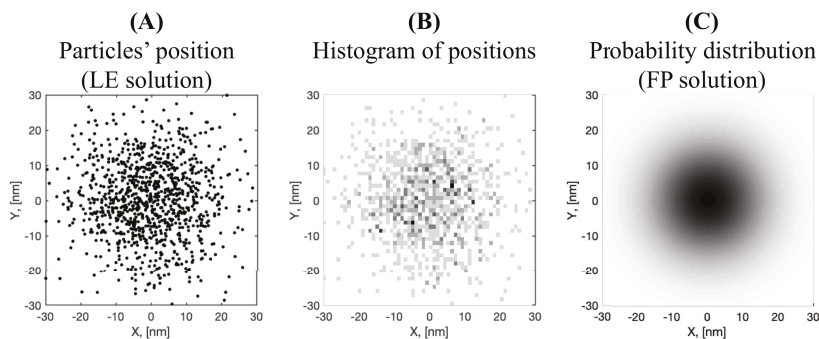 (A)
Particles' position
(LE solution)
30
20
10
0
-10
-20
-30
Y, [nm]
-30 -20 -10 0 10 20 30
X, [nm]
(B)
Histogram of positions
30
20
10
0
-10
-20
-30
Y, [nm]
-30 -20 -10 0 10 20 30
X, [nm]
(C)
Probability distribution
(FP solution)
30
20
10
0
-10
-20
-30
Y, [nm]
-30 -20 -10 0 10 20 30
X, [nm]